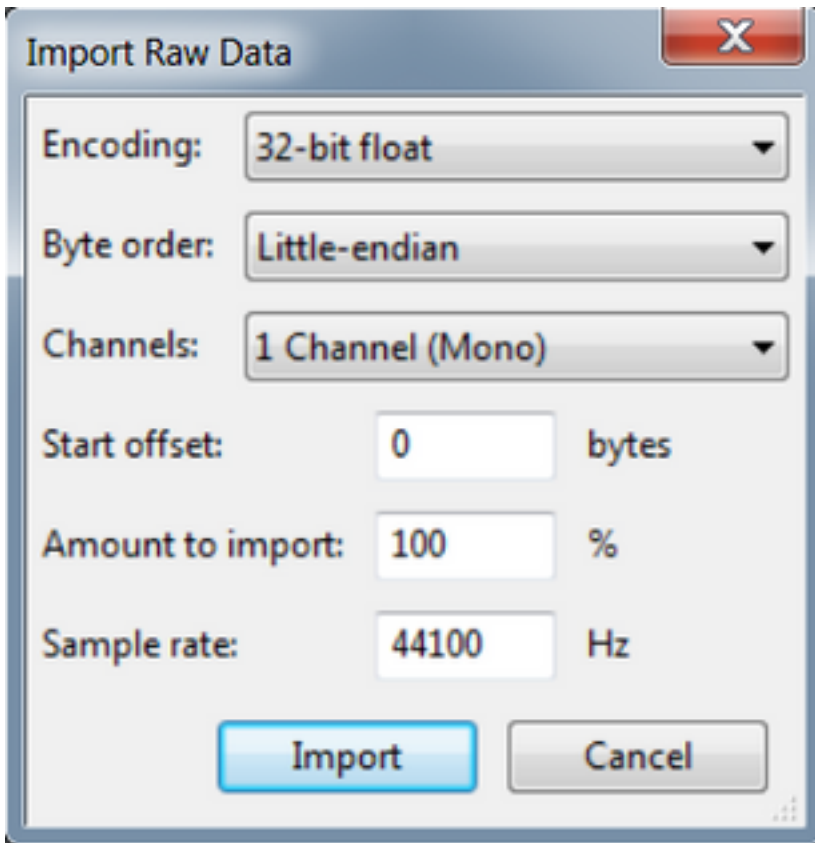 Import Raw Data
Encoding: 32-bit float
Byte order: Little-endian
Channels: 1 Channel (Mono)
Start offset: 0 bytes
Amount to import: 100 %
Sample rate: 44100 Hz
Import Cancel